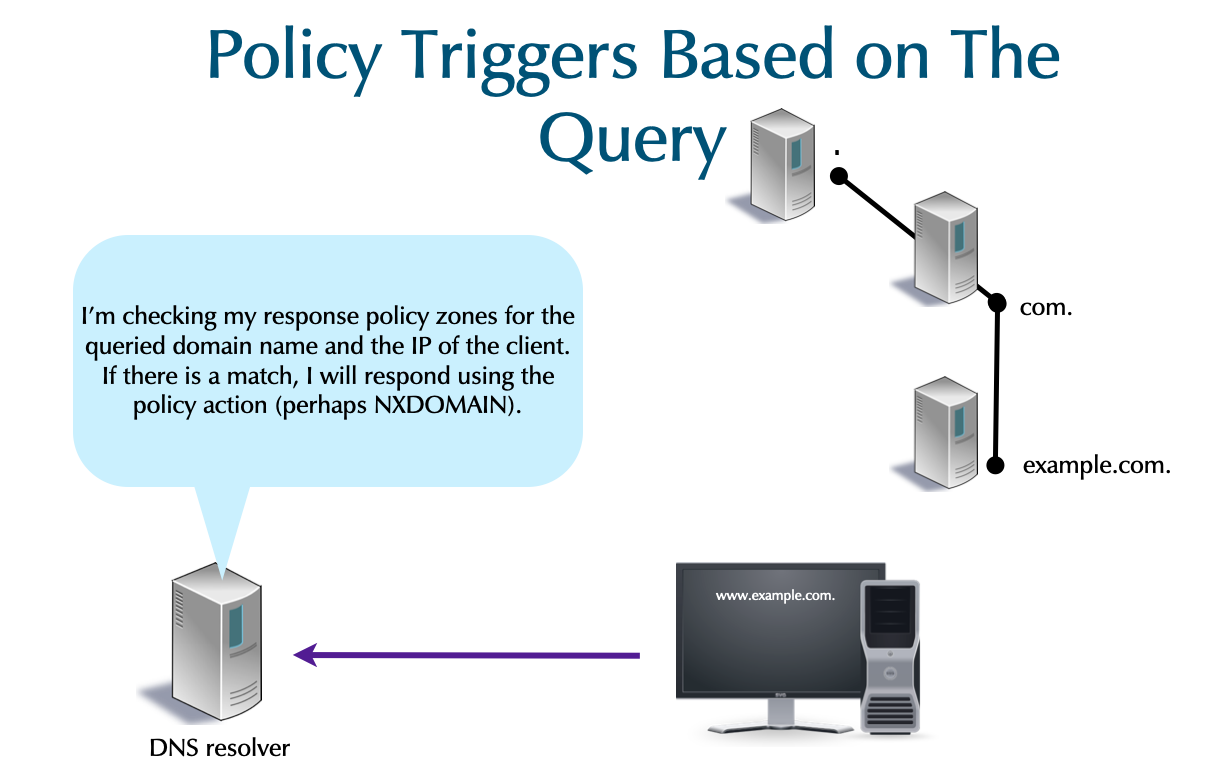 Policy Triggers Based on The
Query
.
com.
I’m checking my response policy zones for the
queried domain name and the IP of the client.
If there is a match, I will respond using the
policy action (perhaps NXDOMAIN).
example.com.
www.example.com.
DNS resolver